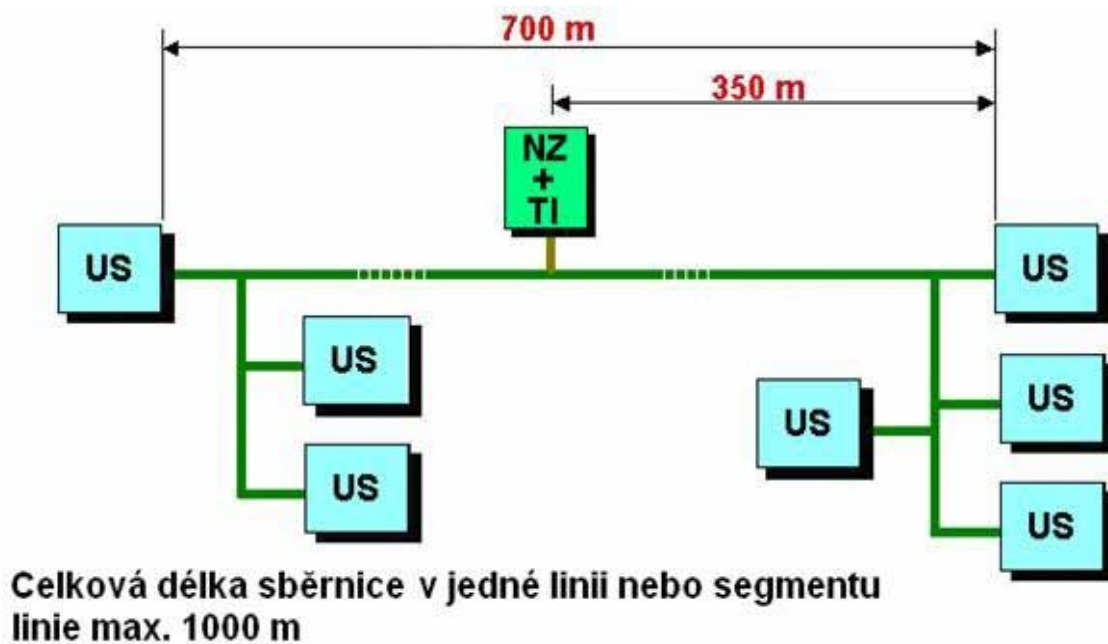 700 m
350 m
NZ
+
TI
US
US
US
US
US
US
US
Celková délka sběrnice v jedné linii nebo segmentu
linie max. 1000 m